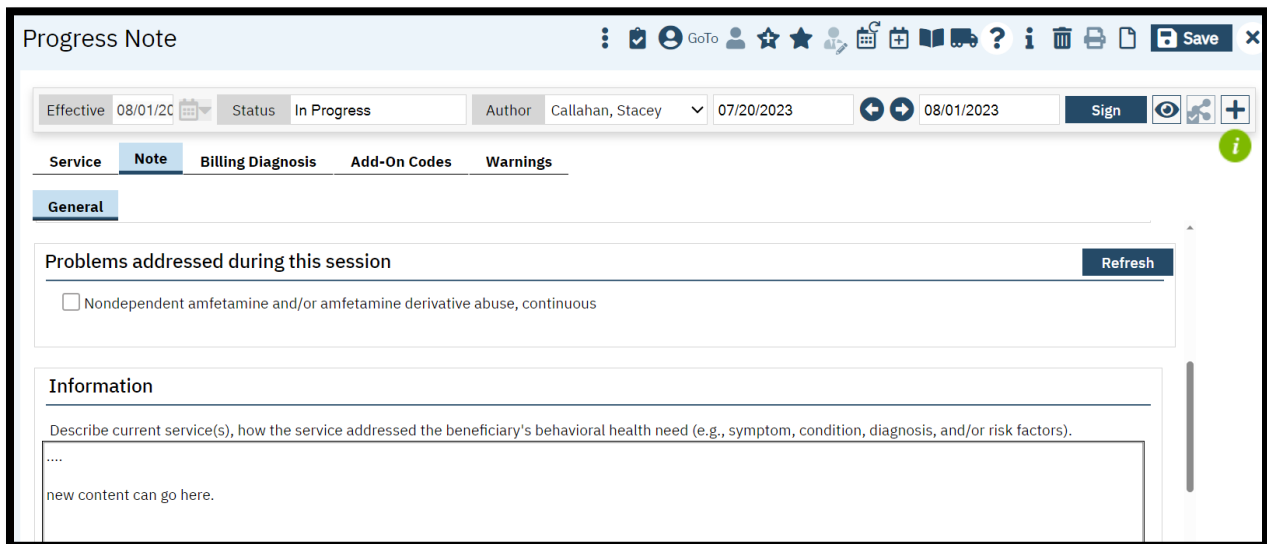 Progress Note
GoTo
?
i
Save
Effective 08/01/20 Status In Progress Author Callahan, Stacey 07/20/2023 08/01/2023 Sign
i
Service Note Billing Diagnosis Add-On Codes Warnings
General
Problems addressed during this session Refresh
Nondependent amfetamine and/or amfetamine derivative abuse, continuous
Information
Describe current service(s), how the service addressed the beneficiary's behavioral health need (e.g., symptom, condition, diagnosis, and/or risk factors).
....
new content can go here.